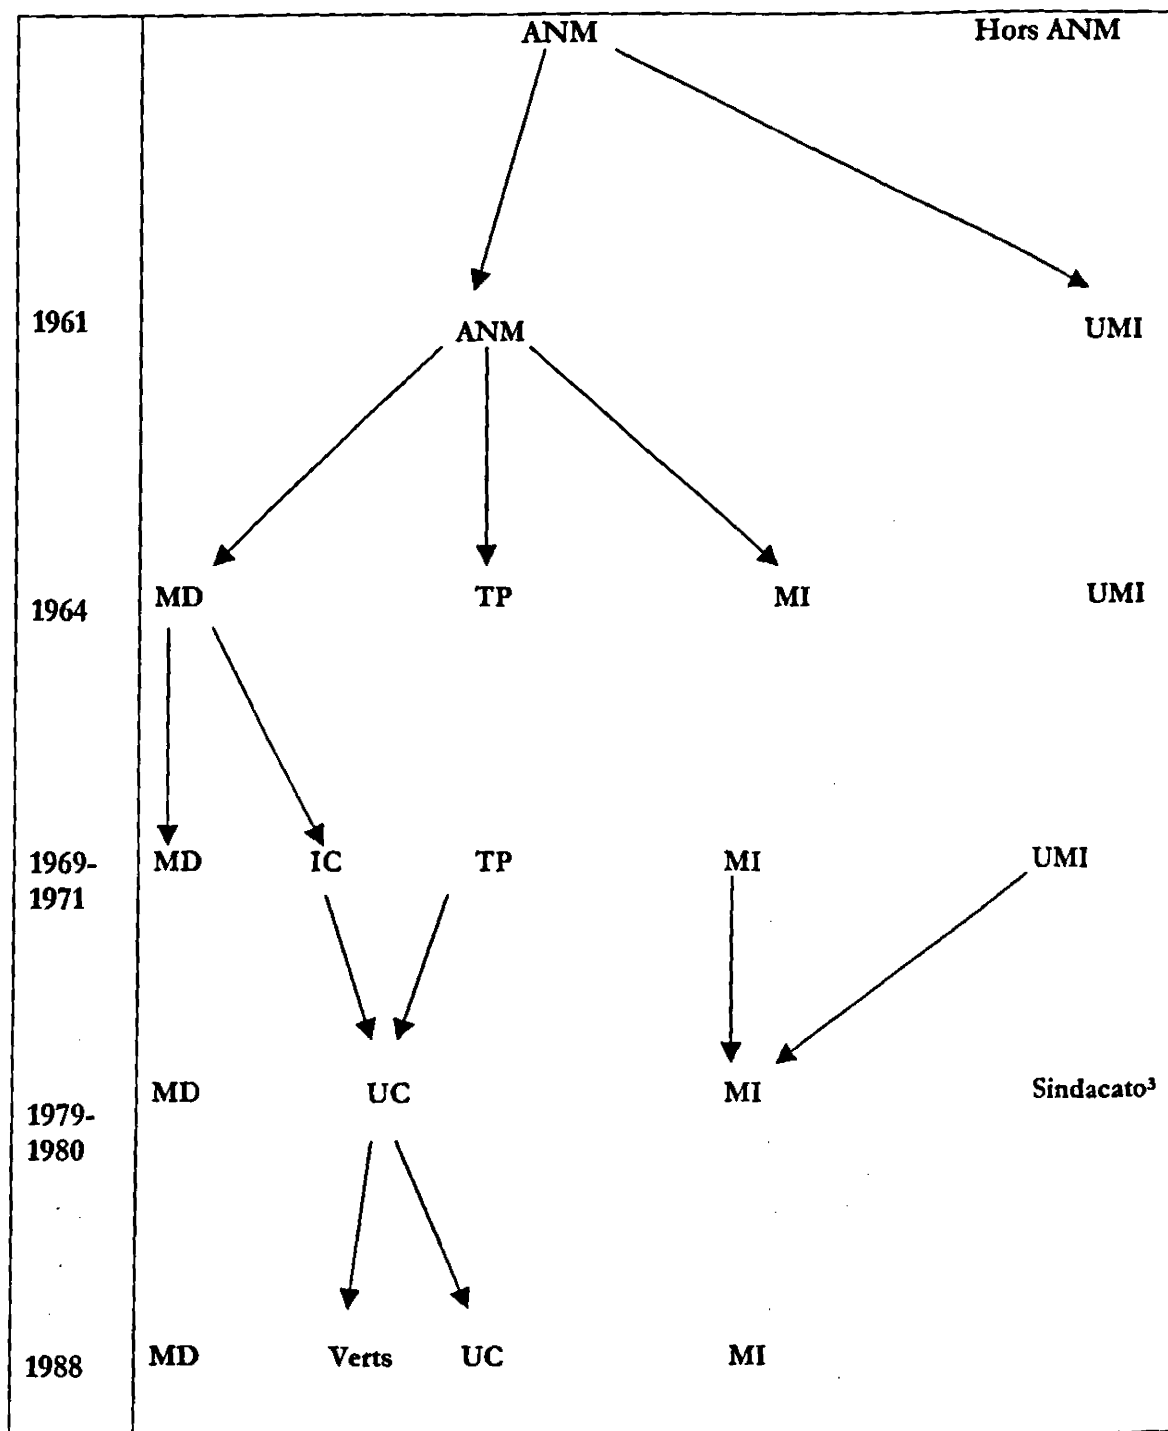 ANM Hors ANM
1961 ANM UMI
1964 MD TP MI UMI
1969- MD IC TP MI UMI
1971
MD UC MI Sindacato³
1979-
1980
1988 MD Verts UC MI